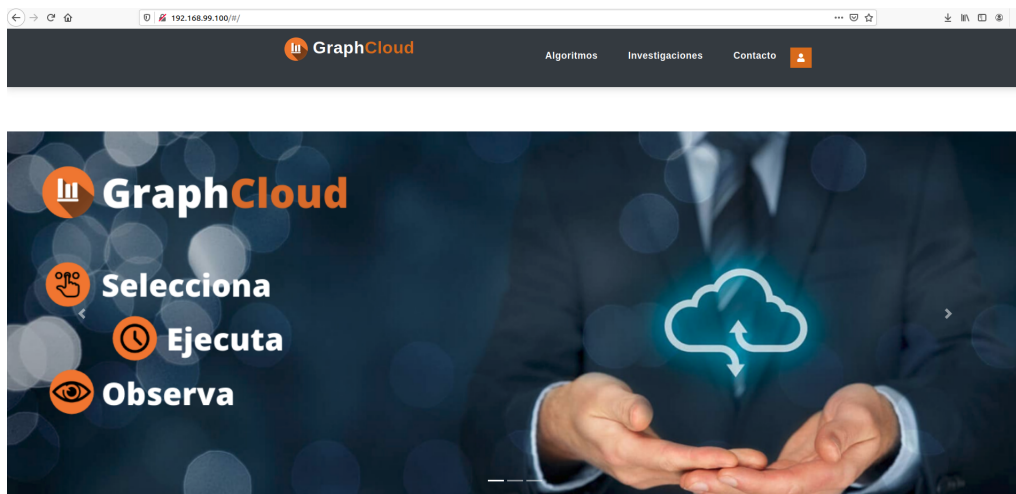 192.168.99.100/#/
GraphCloud
Algoritmos Investigaciones Contacto
GraphCloud
Selecciona
Ejecuta
Observa